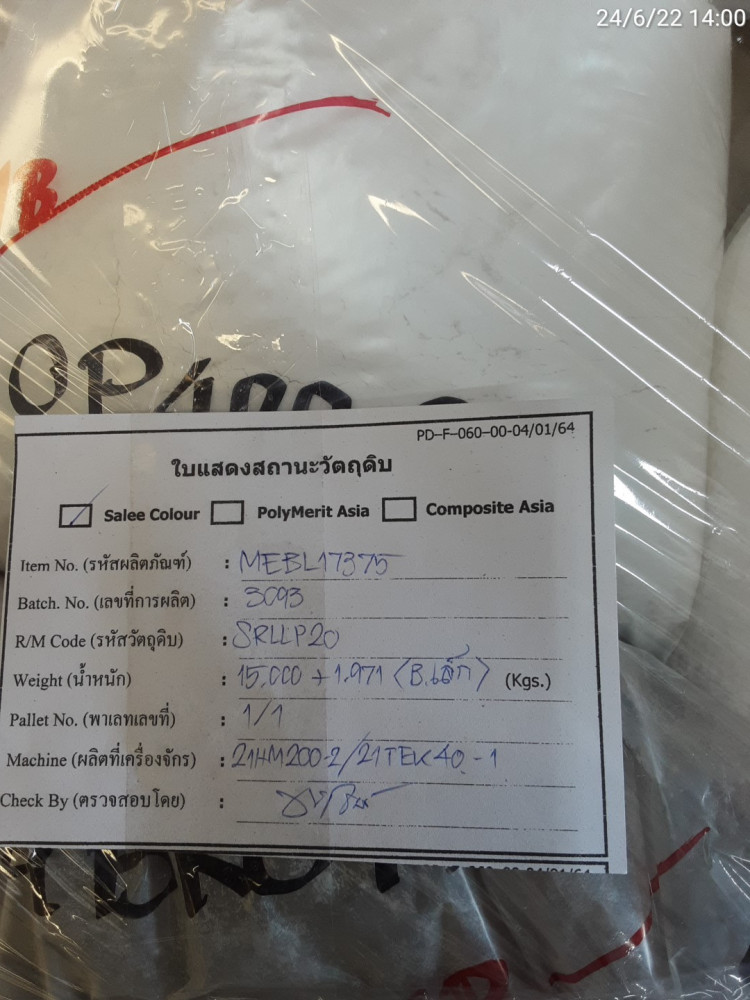 24/6/22 14:00
PD-F-060-00-04/01/64
ใบแสดงสถานะวัตถุดิบ
Salee Colour PolyMerit Asia Composite Asia
Item No. (รหัสผลิตภัณฑ์) : MEBL17375
Batch. No. (เลขที่การผลิต) : 3093
R/M Code (รหัสวัตถุดิบ) : SRLLP20
Weight (น้ำหนัก) : 15.000 + 1.971 (B.เล็ก) (Kgs.)
Pallet No. (พาเลทเลขที่) : 1/1
Machine (ผลิตที่เครื่องจักร) : 21HM200-2/21TEK40-1
Check By (ตรวจสอบโดย) :